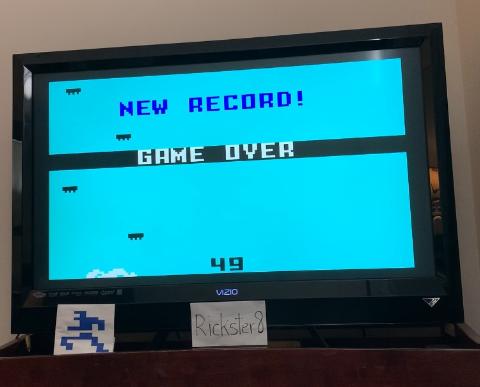 NEW RECORD!
GAME OVER
49
VIZIO
Rickster8